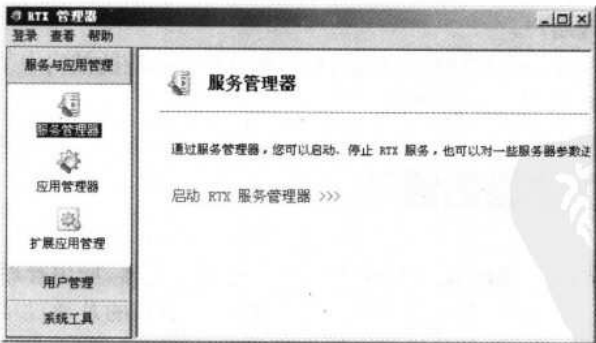 RTX 管理器
登录 查看 帮助
服务与应用管理
服务管理器
应用管理器
扩展应用管理
用户管理
系统工具
服务管理器
通过服务管理器，您可以启动、停止 RTX 服务，也可以对一些服务器参数进
启动 RTX 服务管理器 >>>